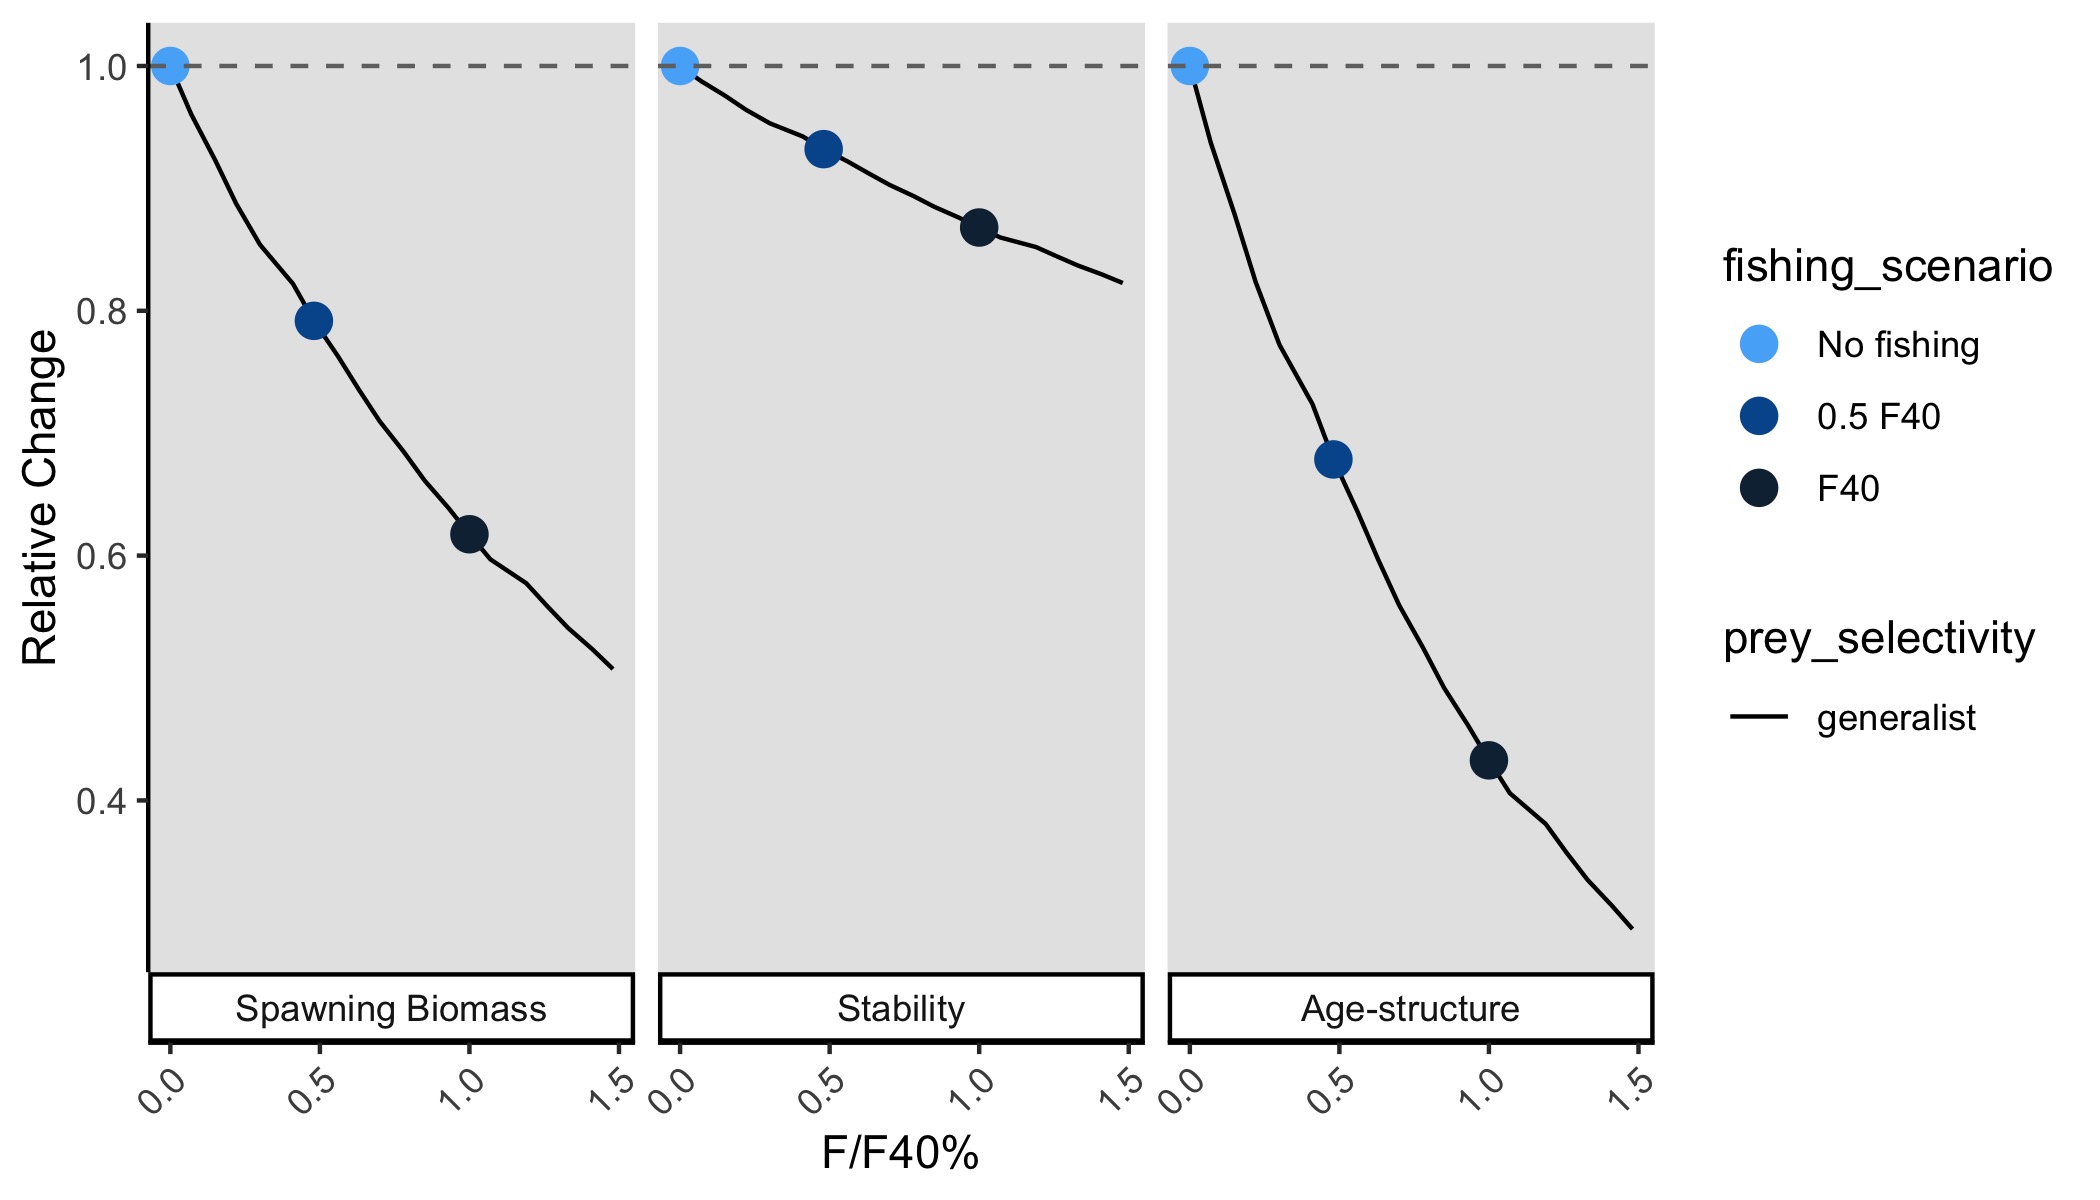 Relative Change
1.0
0.8
0.6
0.4
Spawning Biomass
Stability
Age-structure
0.0
0.5
1.0
1.5
0.0
0.5
1.0
1.5
0.0
0.5
1.0
1.5
F/F40%
fishing_scenario
No fishing
0.5 F40
F40
prey_selectivity
generalist